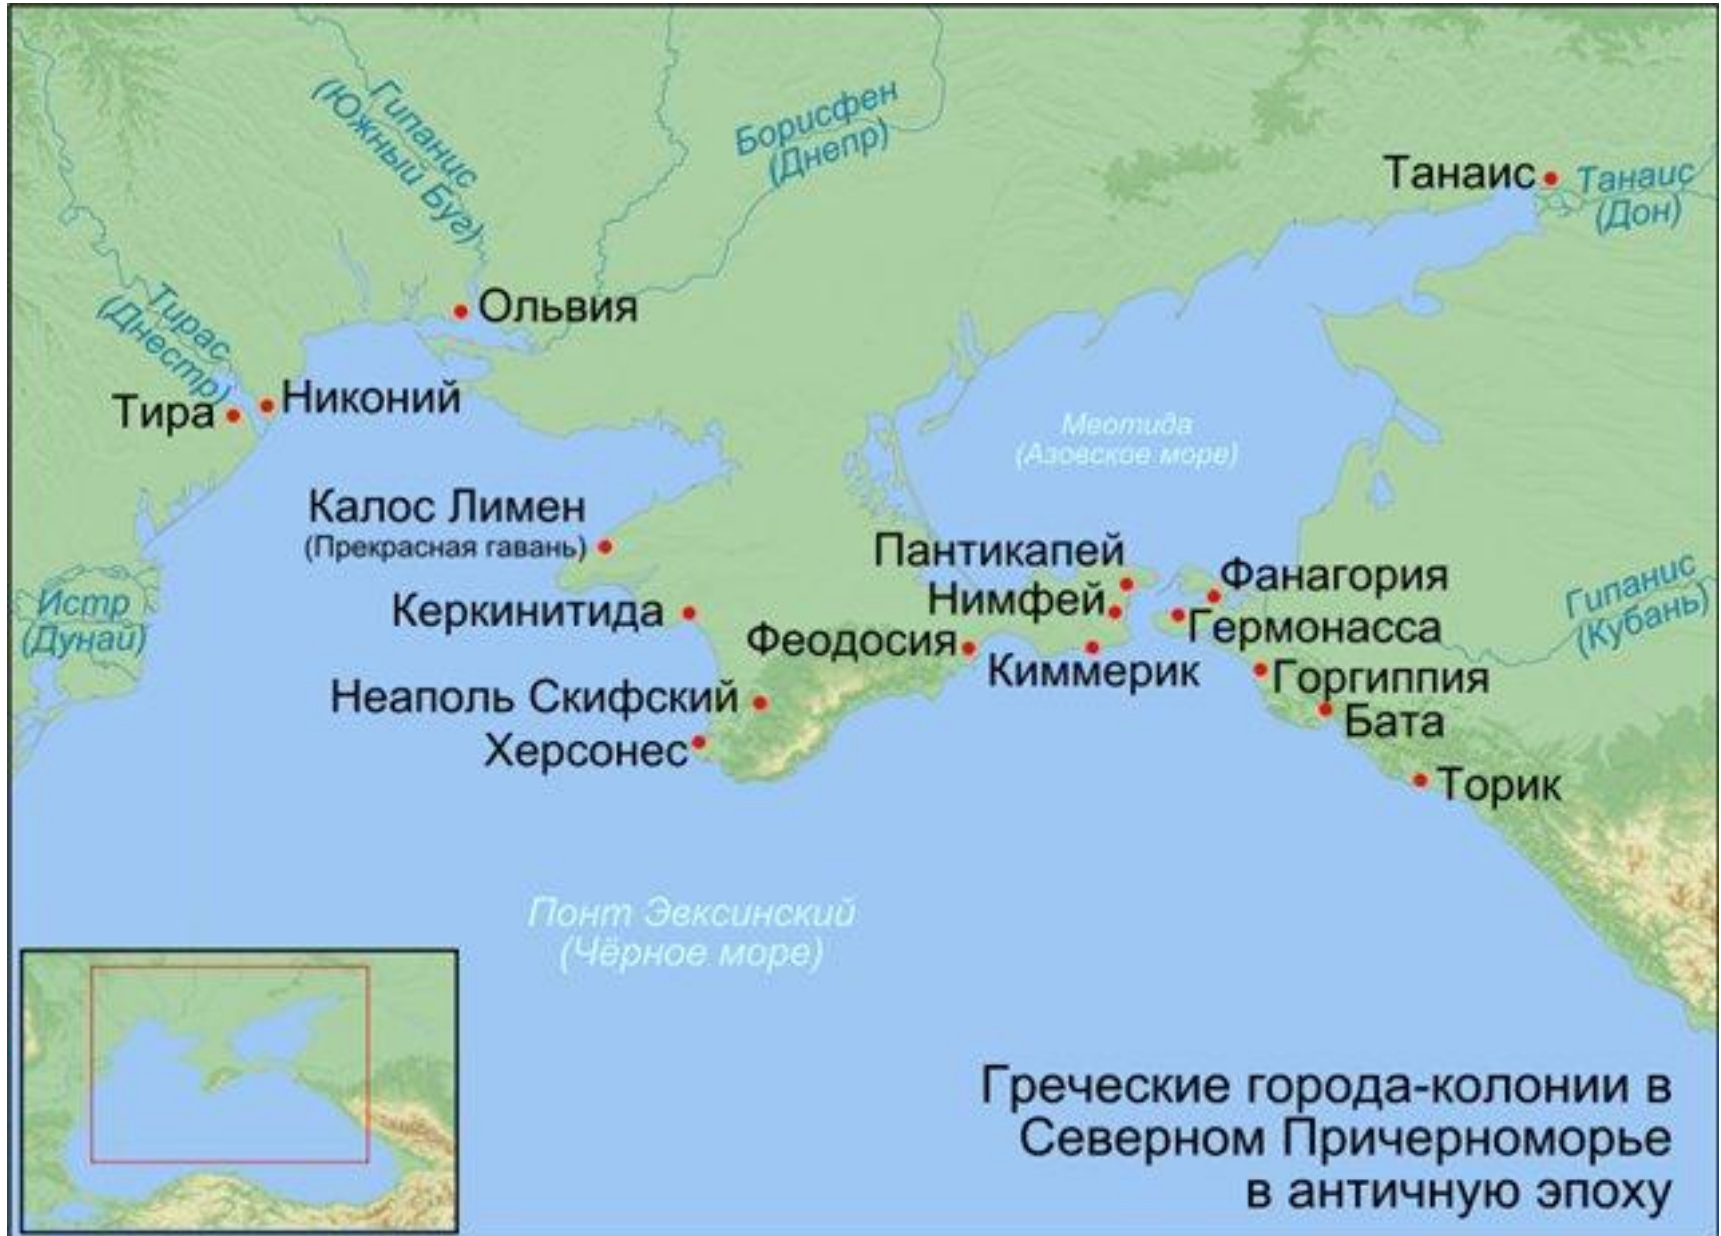 Гипанис
(Южный Буг)
Борисфен
(Днепр)
Танаис
Танаис
(Дон)
Тирас
(Днестр)
Ольвия
Тира
Никоний
Меотида
(Азовское море)
Калос Лимен
(Прекрасная гавань)
Пантикапей
Фанагория
Истр
(Дунай)
Керкинитида
Нимфей
Гермонасса
Гипанис
(Кубань)
Феодосия
Киммерик
Горгиппия
Неаполь Скифский
Бата
Херсонес
Торик
Понт Эвксинский
(Чёрное море)
Греческие города-колонии в
Северном Причерноморье
в античную эпоху